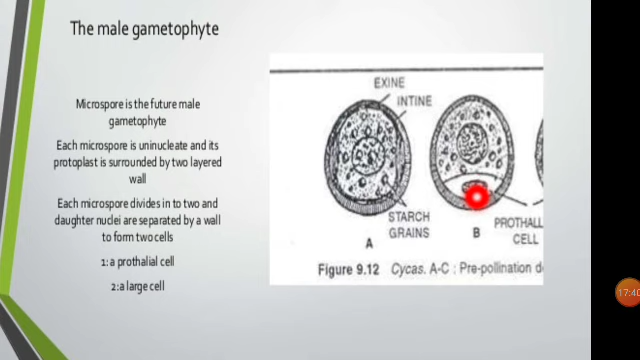 The male gametophyte
Microspore is the future male
gametophyte
Each microspore is uninucleate and its
protoplast is surrounded by two layered
wall
Each microspore divides in to two and
daughter nuclei are separated by a wall
to form two cells
1: a prothalial cell
2:a large cell
EXINE
INTINE
STARCH
GRAINS
PROTHALL
CELL
A
B
Figure 9.12 Cycas. A-C : Pre-pollination d
17:40